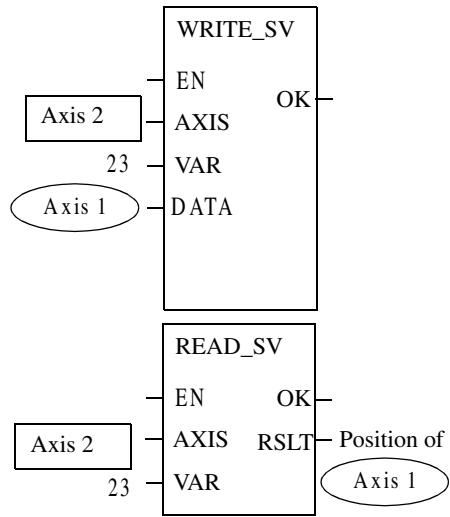 WRITE_SV
EN
OK
Axis 2
AXIS
23
VAR
Axis 1
DATA
READ_SV
EN
OK
Axis 2
AXIS
RSLT
Position of
23
VAR
Axis 1